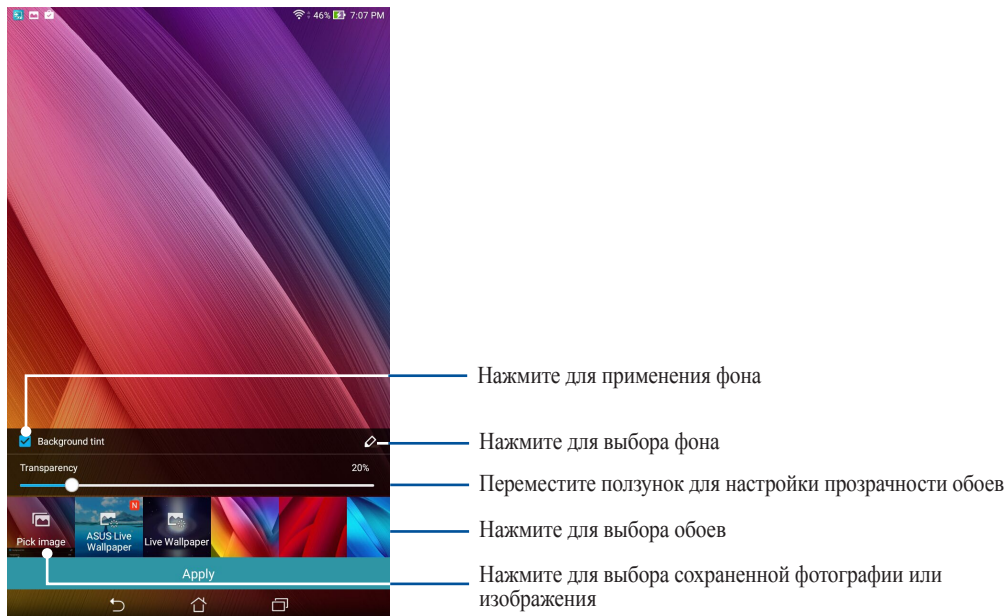 46% 7:07 PM
Нажмите для применения фона
Background tint
Нажмите для выбора фона
Transparency 20%
Переместите ползунок для настройки прозрачности обоев
N
Pick image
ASUS Live
Wallpaper
Live Wallpaper
Нажмите для выбора обоев
Apply
Нажмите для выбора сохраненной фотографии или
изображения